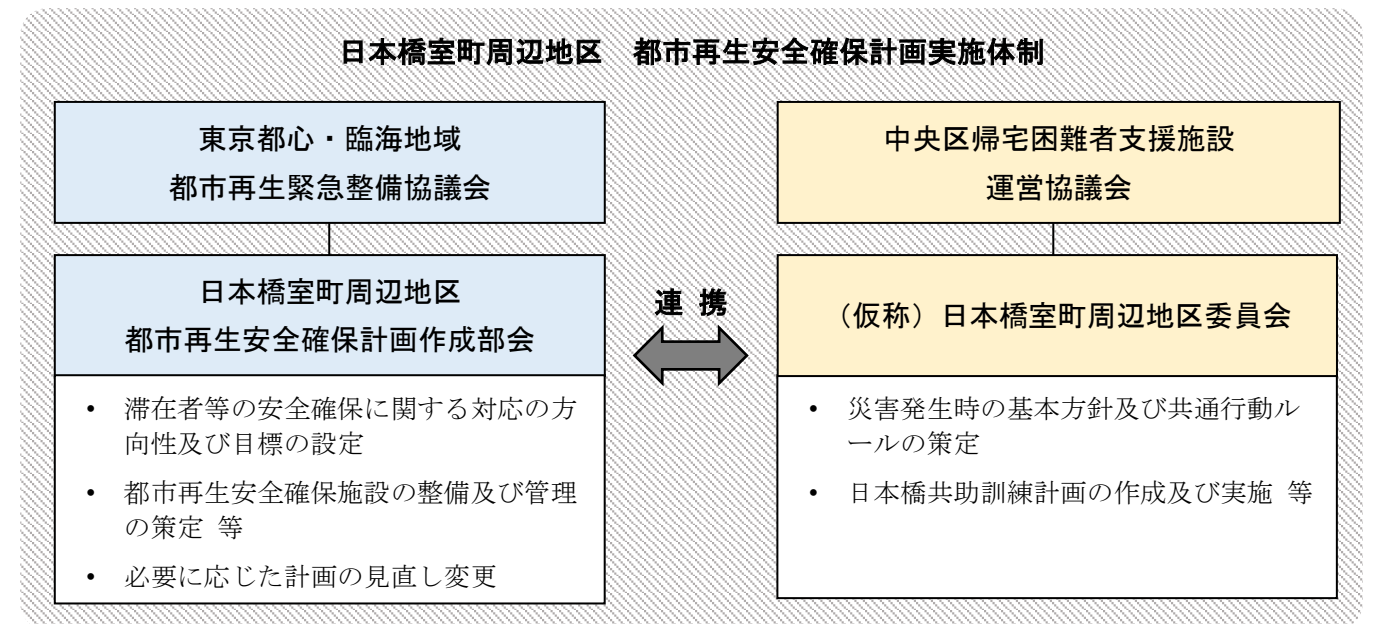 日本橋室町周辺地区　都市再生安全確保計画実施体制
東京都心・臨海地域
都市再生緊急整備協議会
日本橋室町周辺地区
都市再生安全確保計画作成部会
• 滞在者等の安全確保に関する対応の方
向性及び目標の設定
• 都市再生安全確保施設の整備及び管理
の策定 等
• 必要に応じた計画の見直し変更
連 携
中央区帰宅困難者支援施設
運営協議会
（仮称）日本橋室町周辺地区委員会
• 災害発生時の基本方針及び共通行動ル
ールの策定
• 日本橋共助訓練計画の作成及び実施 等